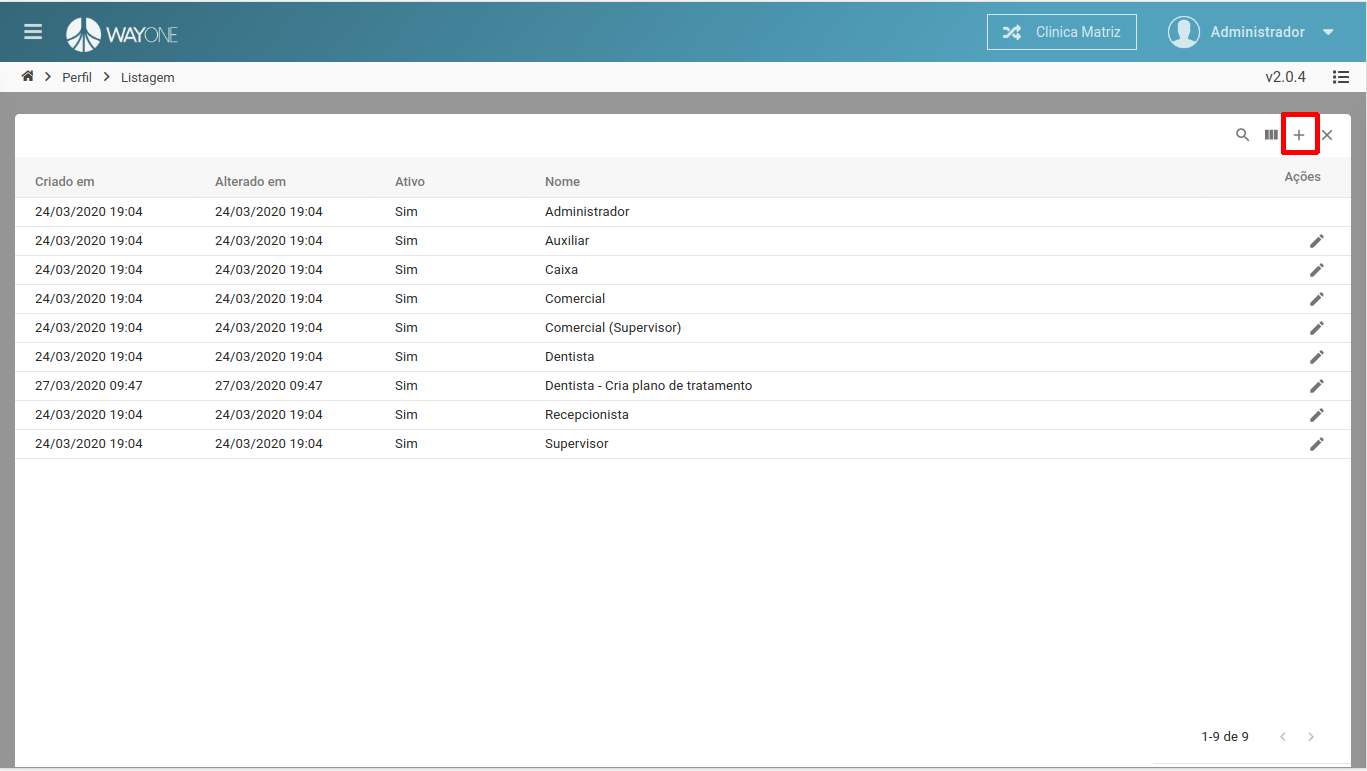 WAYONE
Clinica Matriz
Administrador
Perfil
Listagem
v2.0.4
Criado em Alterado em Ativo Nome Ações
24/03/2020 19:04 24/03/2020 19:04 Sim Administrador
24/03/2020 19:04 24/03/2020 19:04 Sim Auxiliar
24/03/2020 19:04 24/03/2020 19:04 Sim Caixa
24/03/2020 19:04 24/03/2020 19:04 Sim Comercial
24/03/2020 19:04 24/03/2020 19:04 Sim Comercial (Supervisor)
24/03/2020 19:04 24/03/2020 19:04 Sim Dentista
27/03/2020 09:47 27/03/2020 09:47 Sim Dentista - Cria plano de tratamento
24/03/2020 19:04 24/03/2020 19:04 Sim Recepcionista
24/03/2020 19:04 24/03/2020 19:04 Sim Supervisor
1-9 de 9